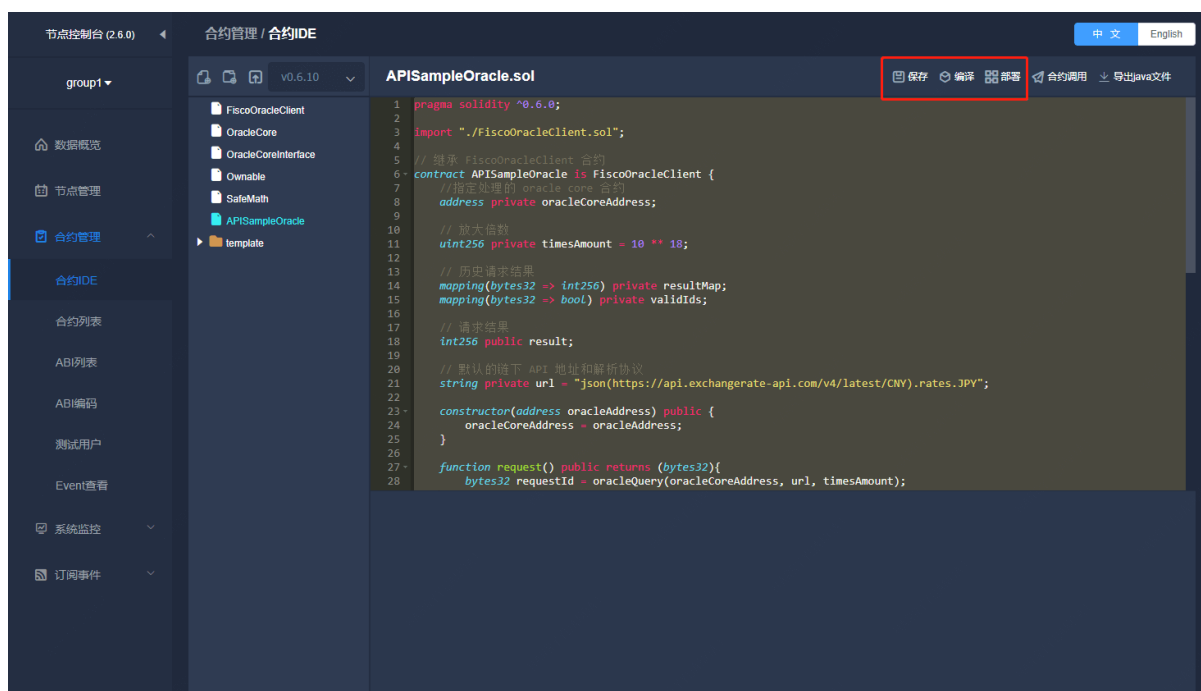 节点控制台 (2.6.0)
合约管理 / 合约IDE
中 文
English
group1
v0.6.10
APISampleOracle.sol
保存
编译
部署
合约调用
导出java文件
数据概览
节点管理
合约管理
合约IDE
合约列表
ABI列表
ABI编码
测试用户
Event查看
系统监控
订阅事件
FiscoOracleClient
OracleCore
OracleCoreInterface
Ownable
SafeMath
APISampleOracle
template
1 pragma solidity ^0.6.0;
2
3 import "./FiscoOracleClient.sol";
4
5 // 继承 FiscoOracleClient 合约
6 contract APISampleOracle is FiscoOracleClient {
7 //指定处理的 oracle core 合约
8 address private oracleCoreAddress;
9
10 // 放大倍数
11 uint256 private timesAmount = 10 ** 18;
12
13 // 历史请求结果
14 mapping(bytes32 => int256) private resultMap;
15 mapping(bytes32 => bool) private validIds;
16
17 // 请求结果
18 int256 public result;
19
20 // 默认的链下 API 地址和解析协议
21 string private url = "json(https://api.exchangerate-api.com/v4/latest/CNY).rates.JPY";
22
23 constructor(address oracleAddress) public {
24 oracleCoreAddress = oracleAddress;
25 }
26
27 function request() public returns (bytes32){
28 bytes32 requestId = oracleQuery(oracleCoreAddress, url, timesAmount);